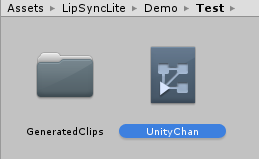 Assets ▸ LipSyncLite ▸ Demo ▸ Test ▸
GeneratedClips UnityChan